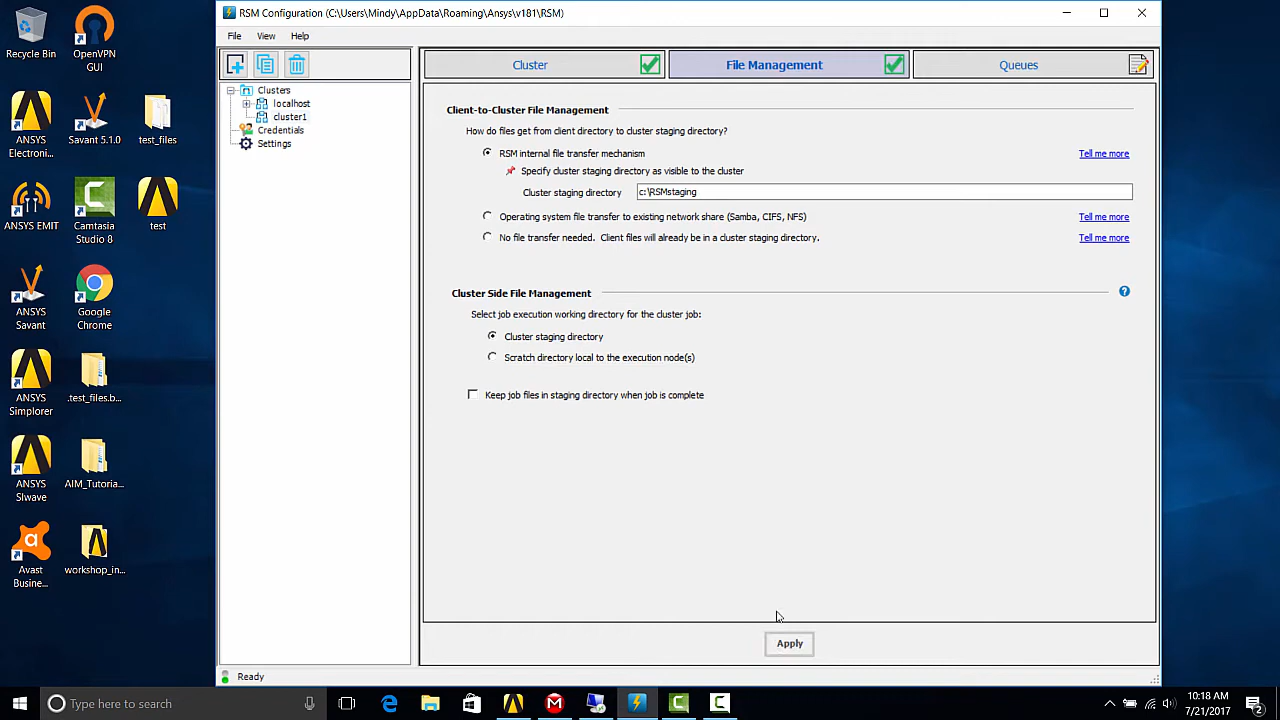 RSM Configuration (C:\Users\Mindy\AppData\Roaming\Ansys\v181\RSM)
File View Help
Cluster
File Management
Queues
Clusters
localhost
cluster1
Credentials
Settings
Client-to-Cluster File Management
How do files get from client directory to cluster staging directory?
RSM internal file transfer mechanism
Tell me more
Specify cluster staging directory as visible to the cluster
Cluster staging directory
c:\RSMstaging
Operating system file transfer to existing network share (Samba, CIFS, NFS)
Tell me more
No file transfer needed. Client files will already be in a cluster staging directory.
Tell me more
Cluster Side File Management
?
Select job execution working directory for the cluster job:
Cluster staging directory
Scratch directory local to the execution node(s)
Keep job files in staging directory when job is complete
Apply
Ready
Recycle Bin
OpenVPN
GUI
ANSYS
Electroni...
Savant 5.1.0
test_files
ANSYS EMIT
Camtasia
Studio 8
test
ANSYS
Savant
Google
Chrome
ANSYS
Simplorer
.test_files.b...
ANSYS
SIwave
AIM_Tutoria...
Avast
Busine...
workshop_in...
Type here to search
10:18 AM
7/21/2017
2